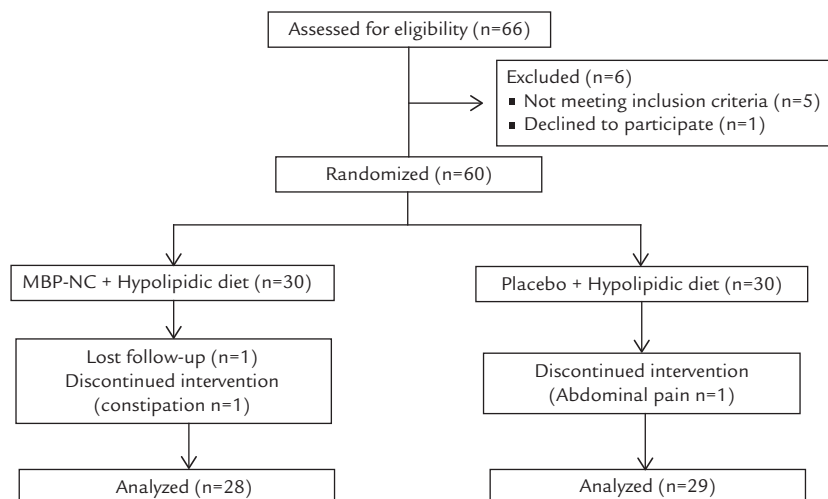 Assessed for eligibility (n=66)
Excluded (n=6)
▪ Not meeting inclusion criteria (n=5)
▪ Declined to participate (n=1)
Randomized (n=60)
MBP-NC + Hypolipidic diet (n=30)
Placebo + Hypolipidic diet (n=30)
Lost follow-up (n=1)
Discontinued intervention
(constipation n=1)
Discontinued intervention
(Abdominal pain n=1)
Analyzed (n=28)
Analyzed (n=29)